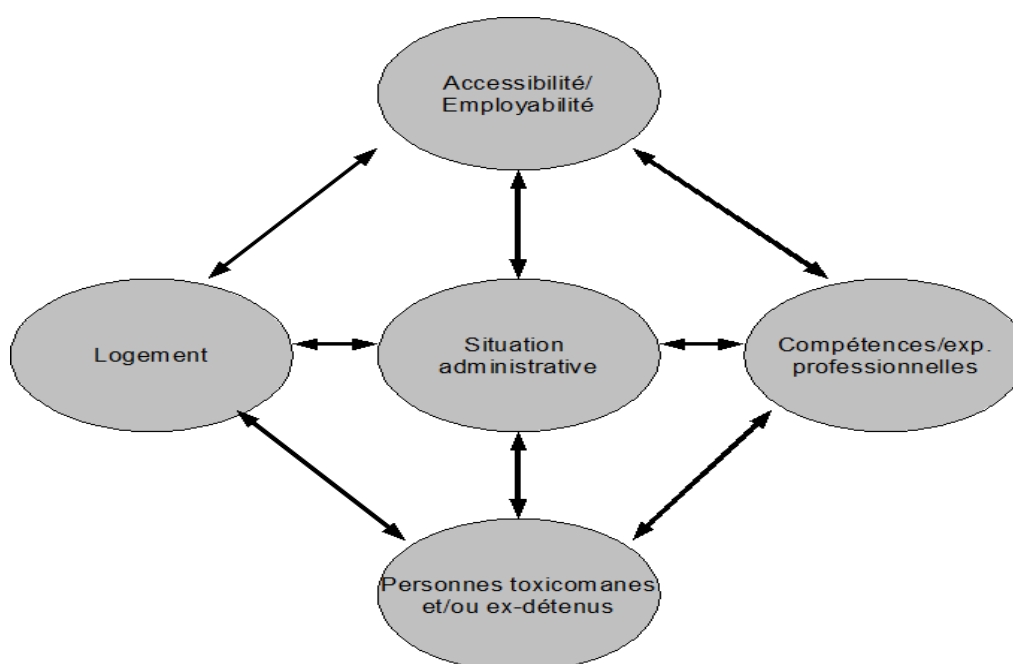 Accessibilité/
Employabilité
Logement
Situation
administrative
Compétences/exp.
professionnelles
Personnes toxicomanes
et/ou ex-détenus